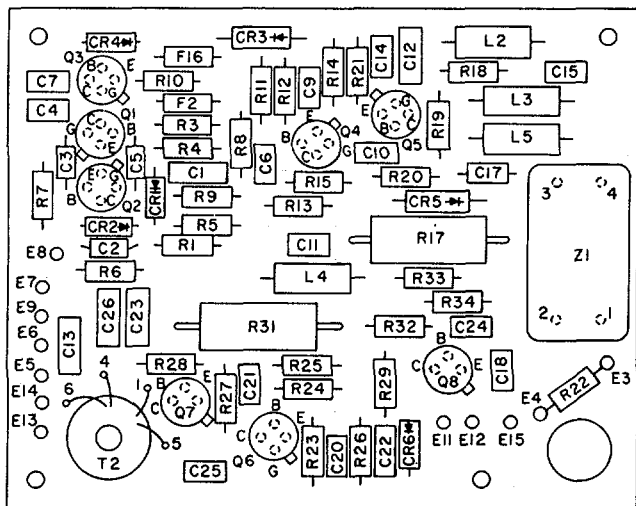 CR4 CR3 L2
Q3 B E F16 R14 R21 C14 C12
C7 R10 R11 R12 C9 R18 C15
C G
C4 F2 E G L3
Q1 C R3 E Q4 B C Q5 R19
G B R8 B L5
C3 E R4 C6 C G C10
C5 C1 R20 C17
R7 E G R15 3 4
B C CR1 R9 R13 CR5
Q2
CR2 R5 R17 Z1
C2 R1 C11
E8
R6 L4 R33
E7
C26 C23 R34
E9 2 1
E6 C13 R31 R32 C24
B
E5 4 R28 R25 C E C18 E3
6 1 B E R27 C21 R24 R29 Q8 R22
E14 C Q7 B E4
E13 C E E11 E12 E15
5 Q6 R23 C20 R26 C22 CR6
T2 C25 G